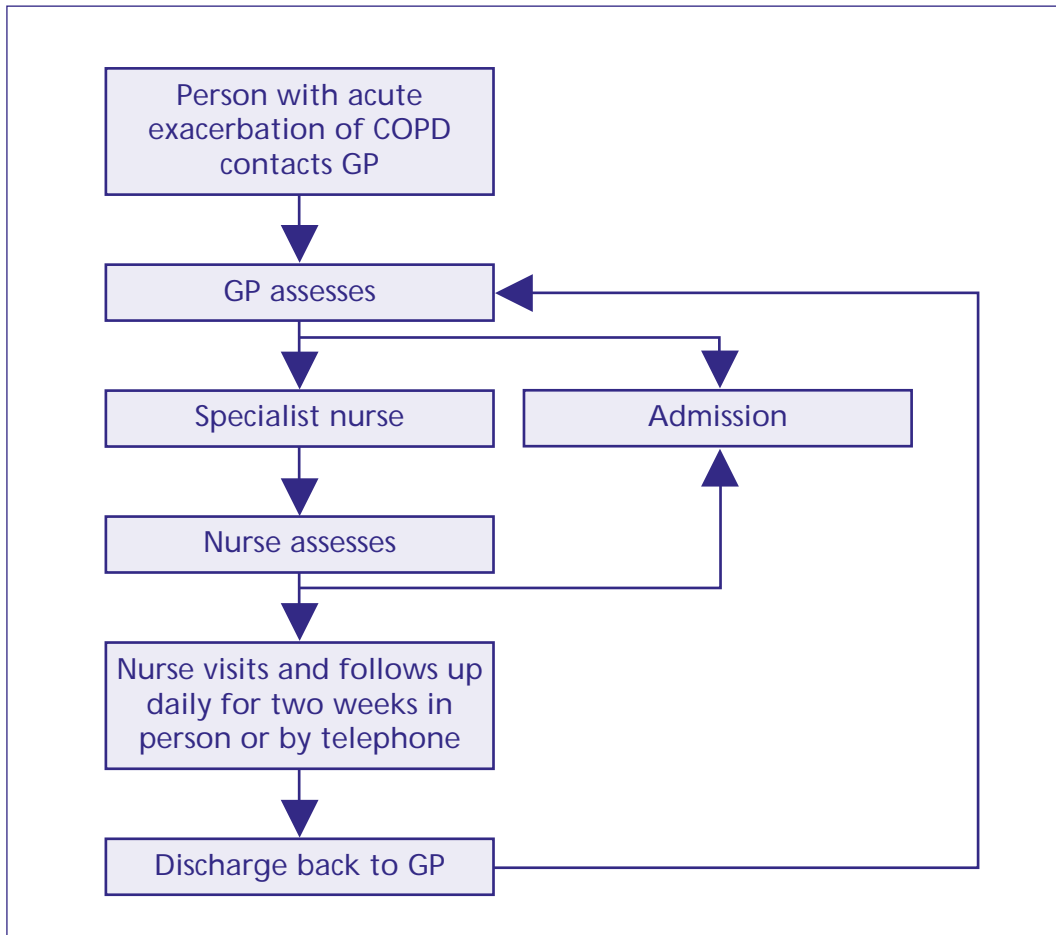 Person with acute
exacerbation of COPD
contacts GP
GP assesses
Specialist nurse
Admission
Nurse assesses
Nurse visits and follows up
daily for two weeks in
person or by telephone
Discharge back to GP